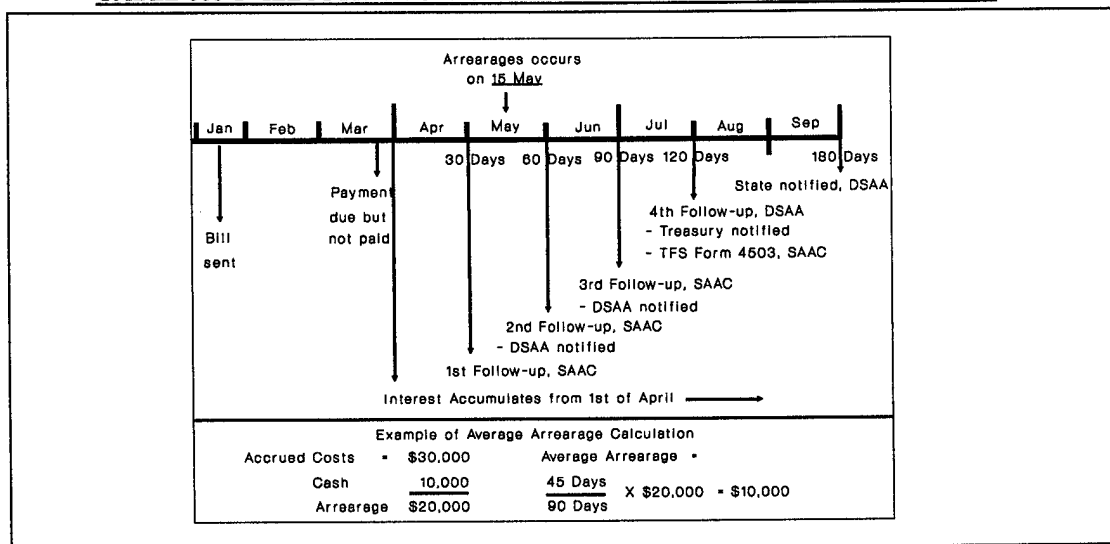 Arrearages occurs
on 15 May
Jan Feb Mar Apr May Jun Jul Aug Sep
30 Days 60 Days 90 Days 120 Days 180 Days
State notified, DSAA
Payment
due but
not paid
Bill
sent
4th Follow-up, DSAA
- Treasury notified
- TFS Form 4503, SAAC
3rd Follow-up, SAAC
- DSAA notified
2nd Follow-up, SAAC
- DSAA notified
1st Follow-up, SAAC
Interest Accumulates from 1st of April
Example of Average Arrearage Calculation
Accrued Costs - $30,000 Average Arrearage -
Cash 10,000 45 Days
X $20,000 - $10,000
Arrearage $20,000 90 Days